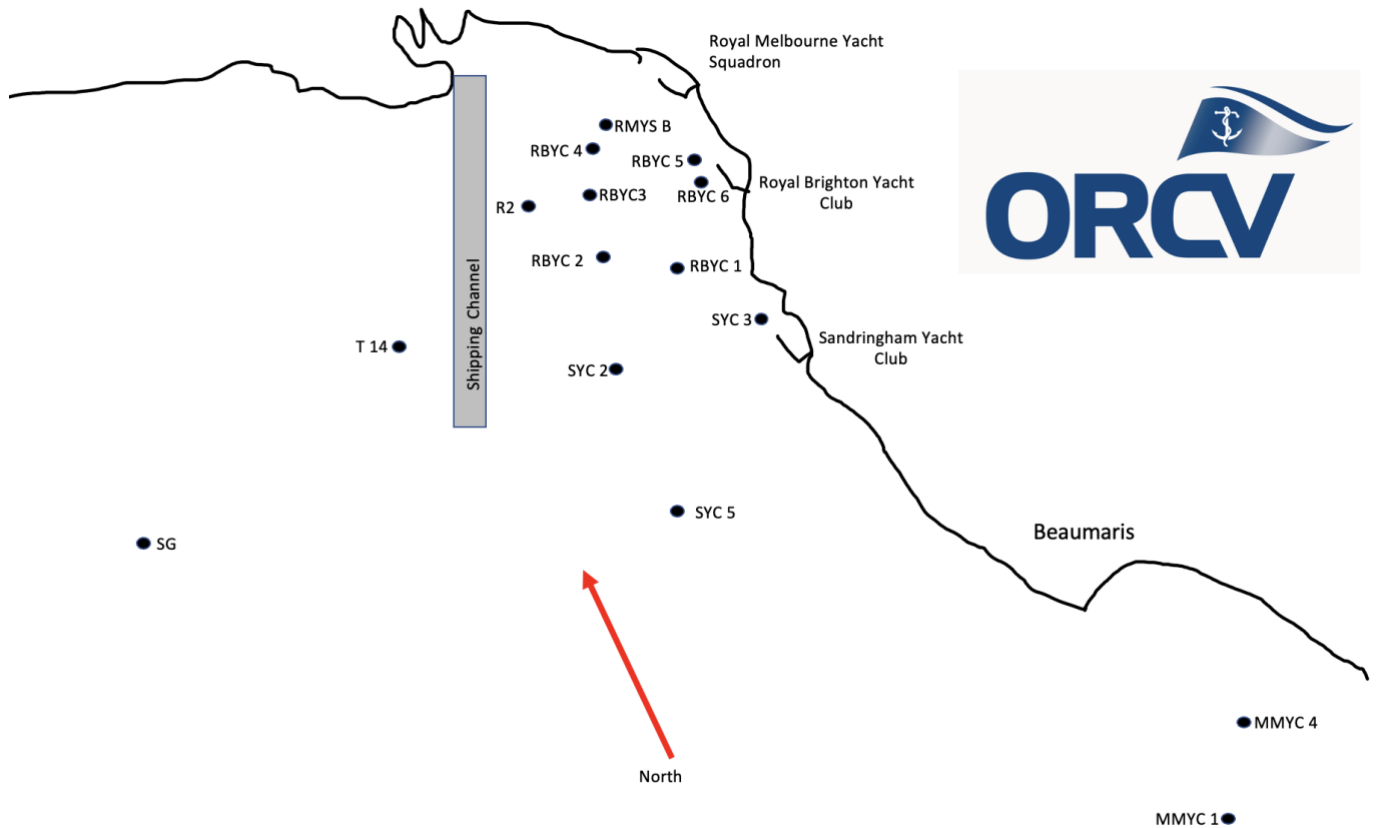 Royal Melbourne Yacht
Squadron
RMYS B
RBYC 4
RBYC 5
Royal Brighton Yacht
Club
RBYC3
RBYC 6
R2
RBYC 2
RBYC 1
ORCV
Shipping Channel
SYC 3
Sandringham Yacht
Club
T 14
SYC 2
SYC 5
Beaumaris
SG
North
MMYC 4
MMYC 1